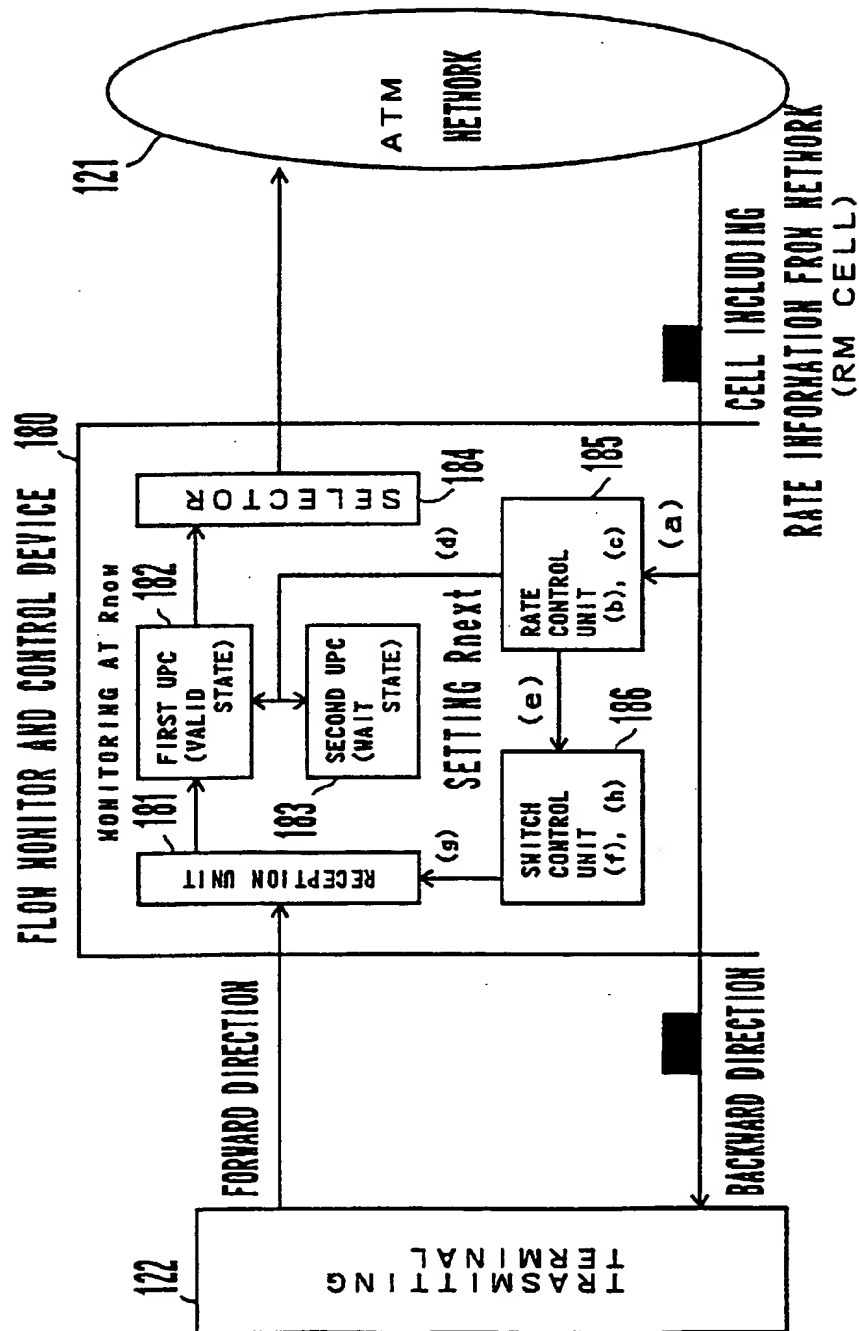 FLOW MONITOR AND CONTROL DEVICE 180
122
TRASMITTING
TERMINAL
FORWARD DIRECTION
BACKWARD DIRECTION
MONITORING AT Rnow
181
RECEPTION UNIT
182
FIRST UPC
(VALID
STATE)
183
SECOND UPC
(WAIT
STATE)
SELECTOR
184
SETTING Rnext
(d)
(e)
(g)
(a)
185
RATE
CONTROL
UNIT
(b), (c)
186
SWITCH
CONTROL
UNIT
(f), (h)
121
ATM
NETWORK
CELL INCLUDING
RATE INFORMATION FROM NETWORK
(RM CELL)